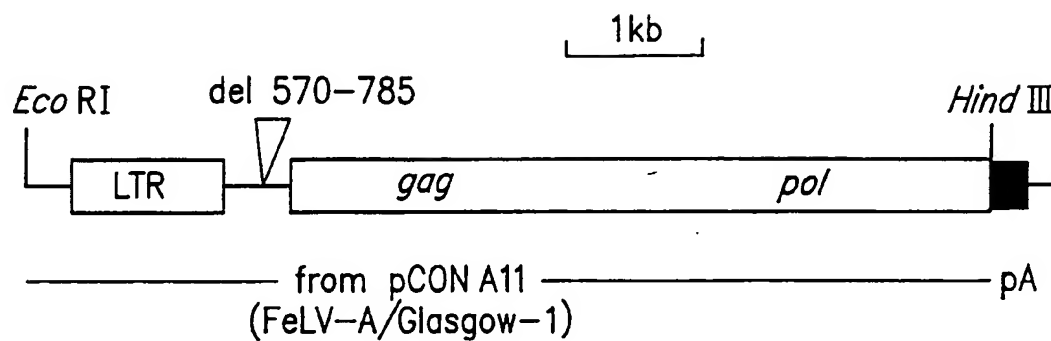 1kb
del 570-785
Eco RI
Hind III
LTR
gag
pol
from pCON A11
pA
(FeLV-A/Glasgow-1)